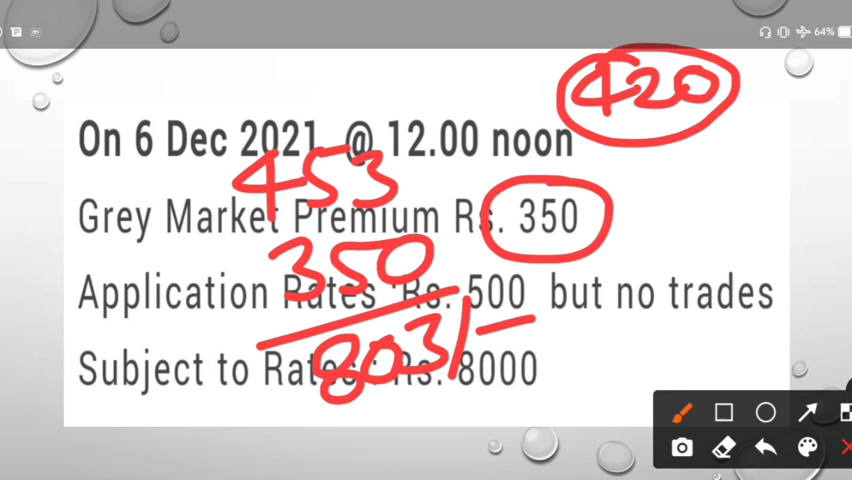 64%
420
On 6 Dec 2021 @ 12.00 noon
453
Grey Market Premium Rs. 350
350
Application Rates Rs. 500 but no trades
803/-
Subject to Rates: Rs. 8000